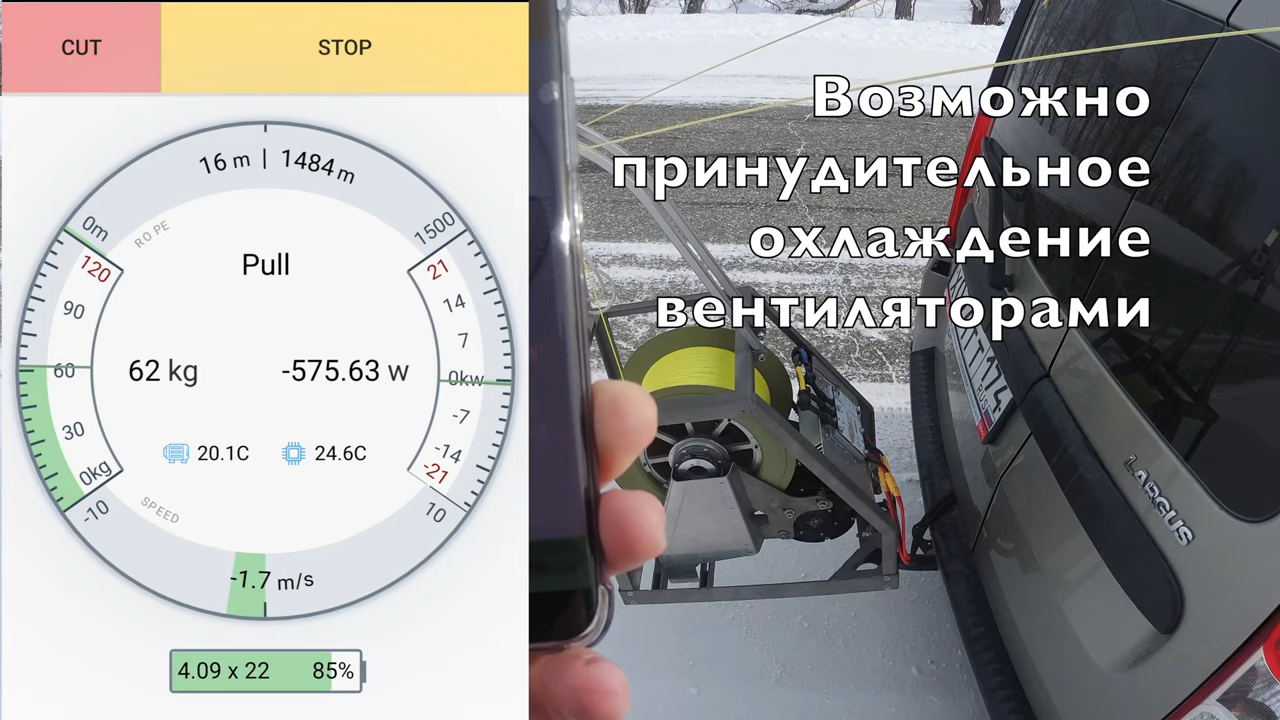 CUT
STOP
16 m | 1484 m
0m
1500
ROPE
120
21
Pull
90
14
7
60
62 kg
-575.63 w
0kw
30
-7
20.1C
24.6C
-14
0kg
-21
-10
SPEED
10
-1.7 m/s
4.09 x 22
85%
Возможно
принудительное
охлаждение
вентиляторами
174
RUS
LARGUS